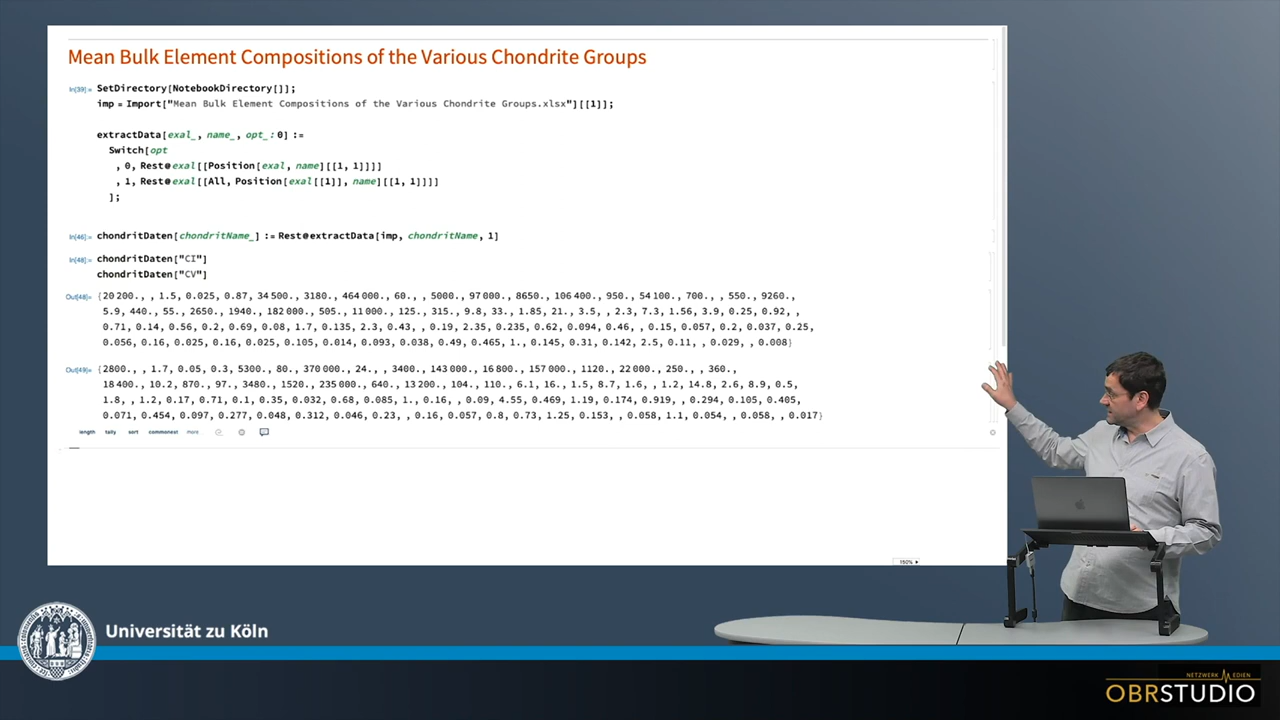 Mean Bulk Element Compositions of the Various Chondrite Groups
In[39]:= SetDirectory[NotebookDirectory[]];
imp = Import["Mean Bulk Element Compositions of the Various Chondrite Groups.xlsx"][[1]];
extractData[exal_, name_, opt_: 0] :=
Switch[opt
, 0, Rest@exal[[Position[exal, name][[1, 1]]]]
, 1, Rest@exal[[All, Position[exal[[1]], name][[1, 1]]]]
];
In[46]:= chondritDaten[chondritName_] := Rest@extractData[imp, chondritName, 1]
In[48]:= chondritDaten["CI"]
chondritDaten["CV"]
Out[48]= {20 200., , 1.5, 0.025, 0.87, 34 500., 3180., 464 000., 60., , 5000., 97 000., 8650., 106 400., 950., 54 100., 700., , 550., 9260.,
5.9, 440., 55., 2650., 1940., 182 000., 505., 11 000., 125., 315., 9.8, 33., 1.85, 21., 3.5, , 2.3, 7.3, 1.56, 3.9, 0.25, 0.92, ,
0.71, 0.14, 0.56, 0.2, 0.69, 0.08, 1.7, 0.135, 2.3, 0.43, , 0.19, 2.35, 0.235, 0.62, 0.094, 0.46, , 0.15, 0.057, 0.2, 0.037, 0.25,
0.056, 0.16, 0.025, 0.16, 0.025, 0.105, 0.014, 0.093, 0.038, 0.49, 0.465, 1., 0.145, 0.31, 0.142, 2.5, 0.11, , 0.029, , 0.008}
Out[49]= {2800., , 1.7, 0.05, 0.3, 5300., 80., 370 000., 24., , 3400., 143 000., 16 800., 157 000., 1120., 22 000., 250., , 360.,
18 400., 10.2, 870., 97., 3480., 1520., 235 000., 640., 13 200., 104., 110., 6.1, 16., 1.5, 8.7, 1.6, , 1.2, 14.8, 2.6, 8.9, 0.5,
1.8, , 1.2, 0.17, 0.71, 0.1, 0.35, 0.032, 0.68, 0.085, 1., 0.16, , 0.09, 4.55, 0.469, 1.19, 0.174, 0.919, , 0.294, 0.105, 0.405,
0.071, 0.454, 0.097, 0.277, 0.048, 0.312, 0.046, 0.23, , 0.16, 0.057, 0.8, 0.73, 1.25, 0.153, , 0.058, 1.1, 0.054, , 0.058, , 0.017}
length tally sort commonest more...
150%
Universität zu Köln
NETZWERK MEDIEN
OBRSTUDIO